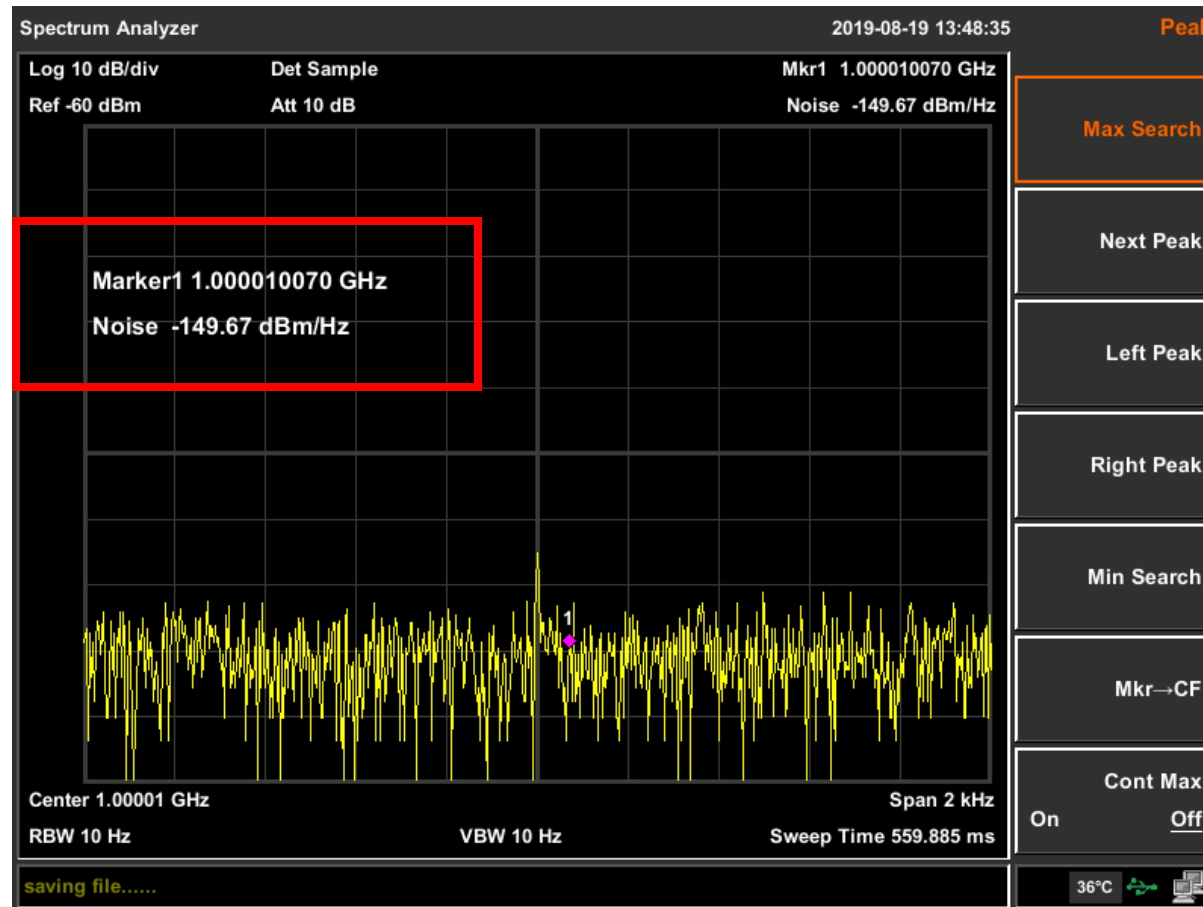 Spectrum Analyzer 2019-08-19 13:48:35
Log 10 dB/div Det Sample Mkr1 1.000010070 GHz
Ref -60 dBm Att 10 dB Noise -149.67 dBm/Hz
Marker1 1.000010070 GHz
Noise -149.67 dBm/Hz
1
Center 1.00001 GHz Span 2 kHz
RBW 10 Hz VBW 10 Hz Sweep Time 559.885 ms
saving file......
Max Search
Next Peak
Left Peak
Right Peak
Min Search
Mkr→CF
Cont Max
On Off
36°C